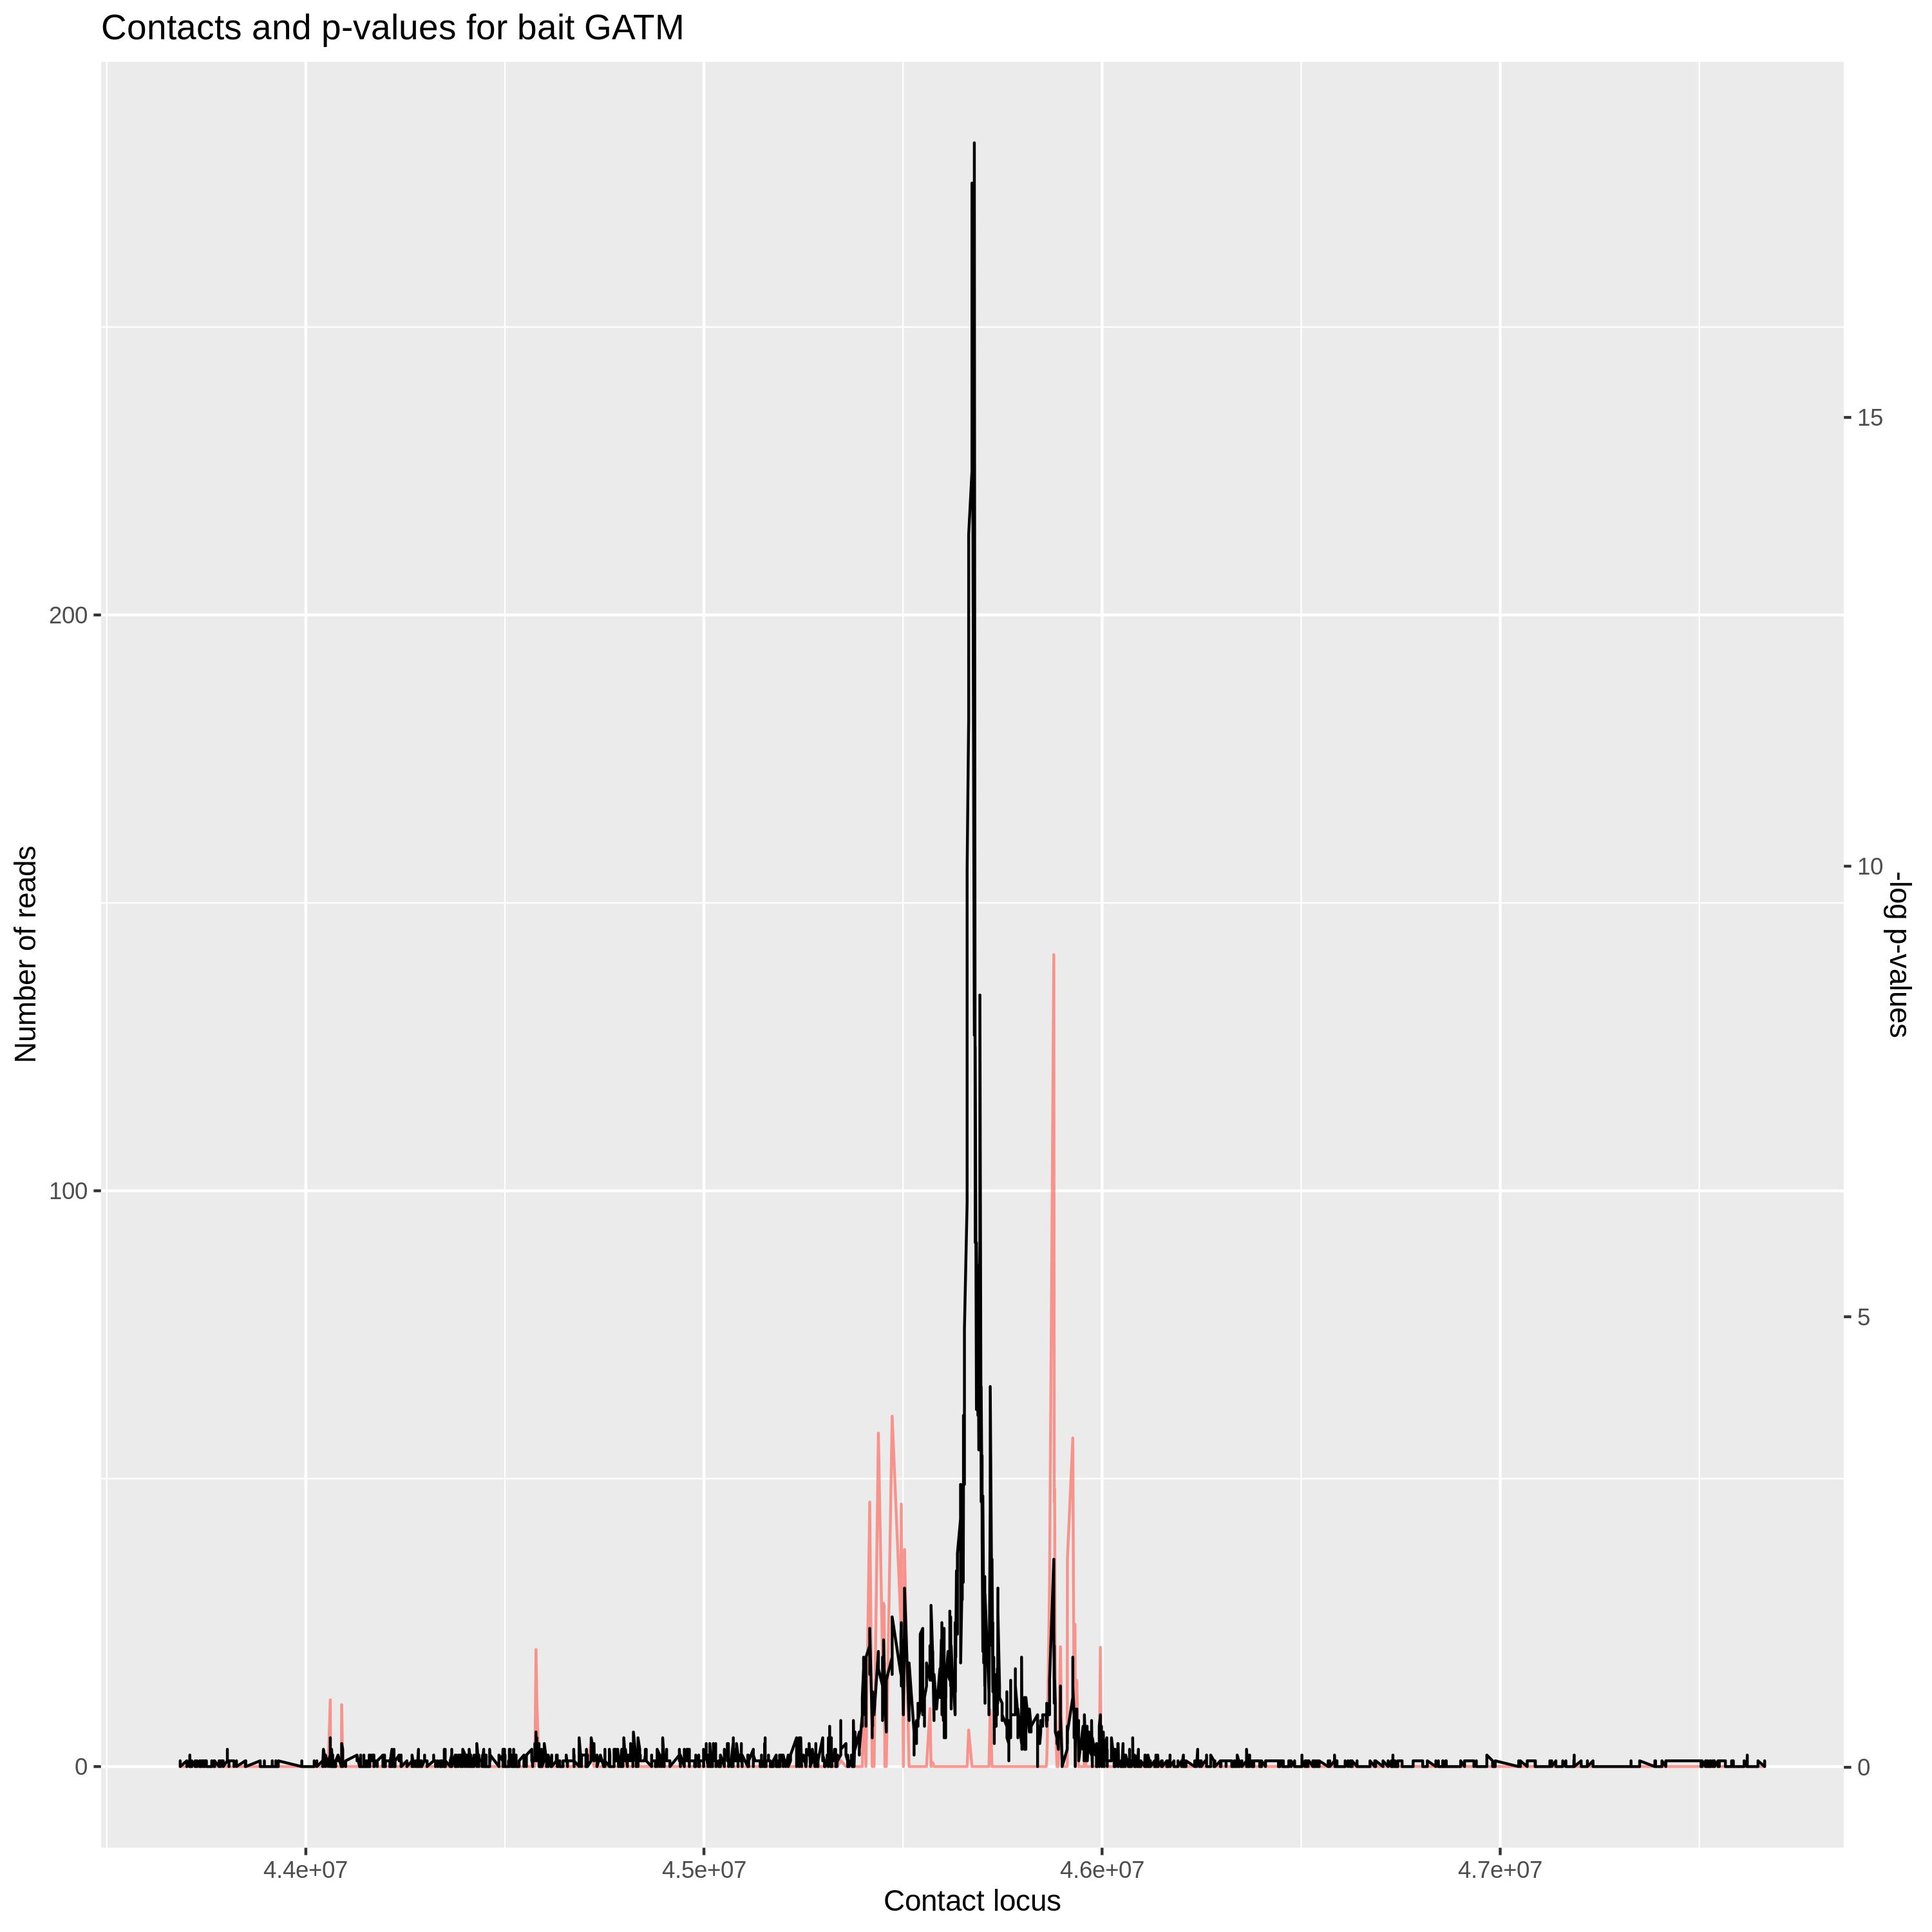 Contacts and p-values for bait GATM
200
100
0
Number of reads
15
10
5
0
-log p-values
4.4e+07
4.5e+07
4.6e+07
4.7e+07
Contact locus